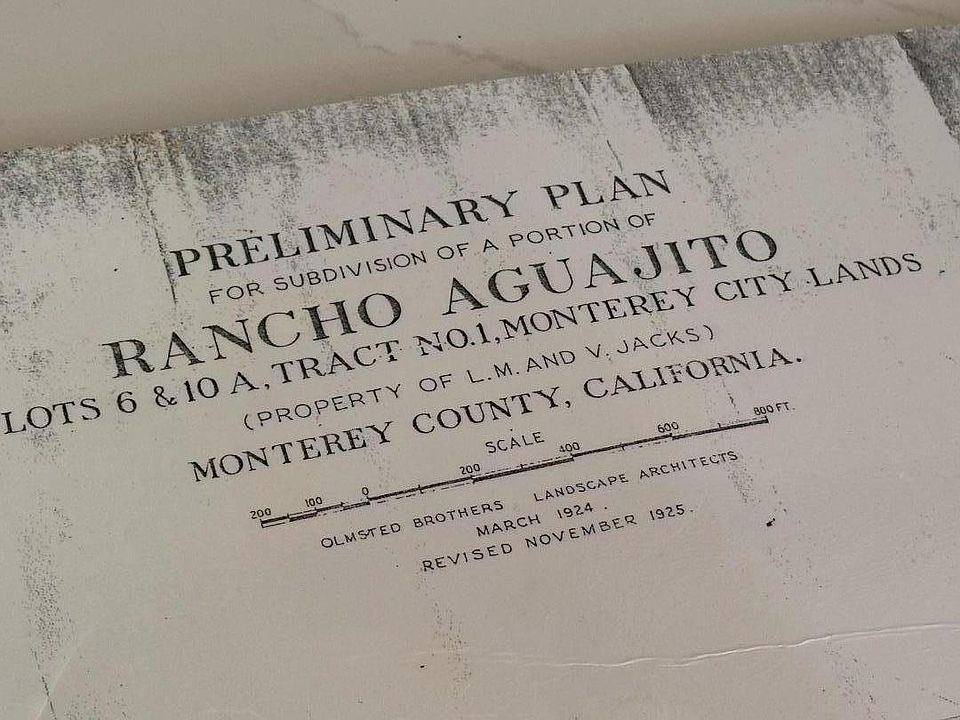 PRELIMINARY PLAN
FOR SUBDIVISION OF A PORTION OF
RANCHO AGUAJITO
LOTS 6 & 10 A, TRACT NO.1, MONTEREY CITY LANDS
(PROPERTY OF L. M. AND V. JACKS)
MONTEREY COUNTY, CALIFORNIA.
SCALE
200 100 0 200 400 600 800 FT.
OLMSTED BROTHERS LANDSCAPE ARCHITECTS
MARCH 1924.
REVISED NOVEMBER 1925.